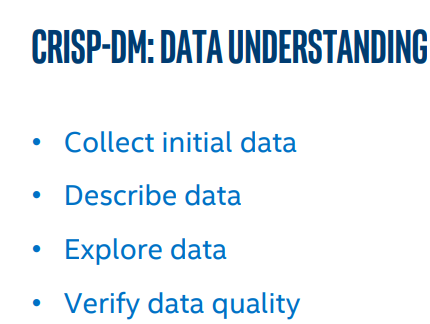 CRISP-DM: DATA UNDERSTANDING
• Collect initial data
• Describe data
• Explore data
• Verify data quality